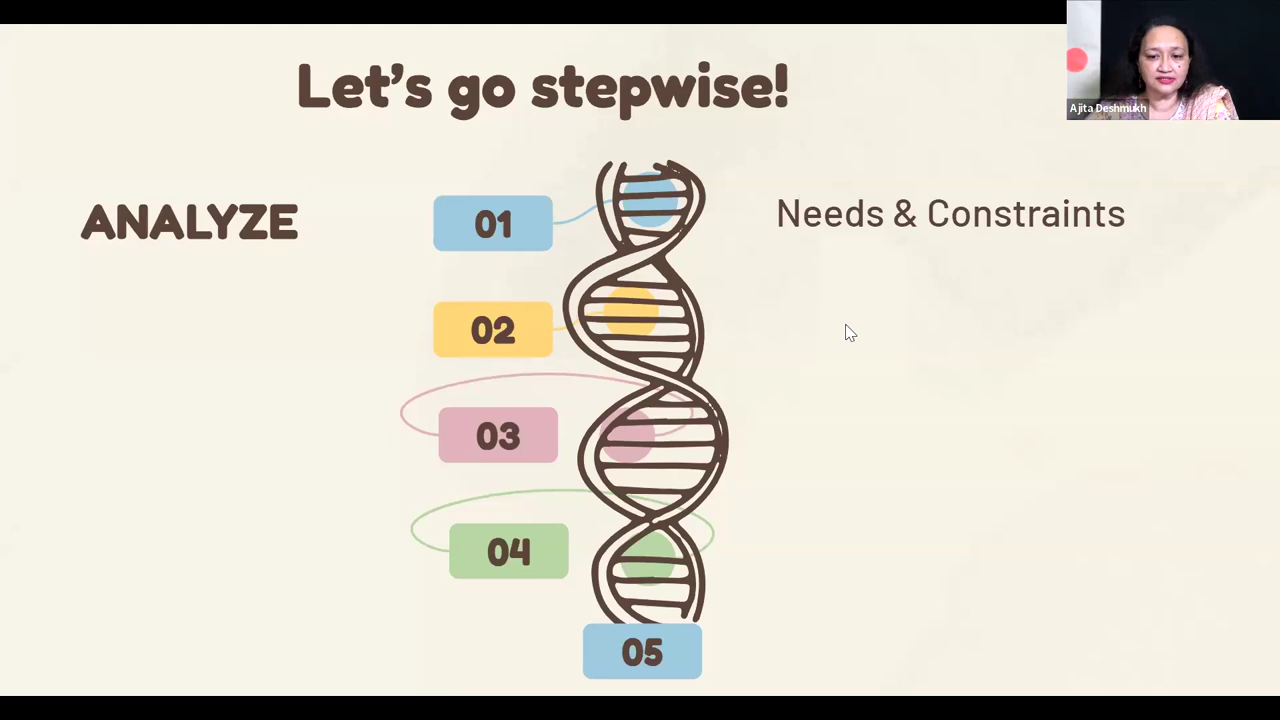 Let's go stepwise!
Ajita Deshmukh
ANALYZE
01
Needs & Constraints
02
03
04
05